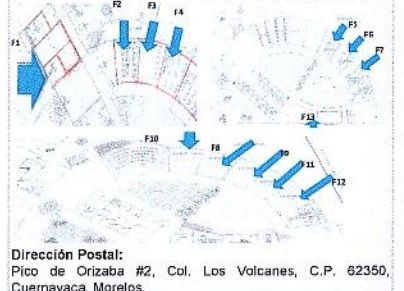 F2 F3 F4
F1
F5
F6
F7
F13
F10
F8
F9
F11
F12
Dirección Postal:
Pico de Orizaba #2, Col. Los Volcanes, C.P. 62350,
Cuernavaca, Morelos.